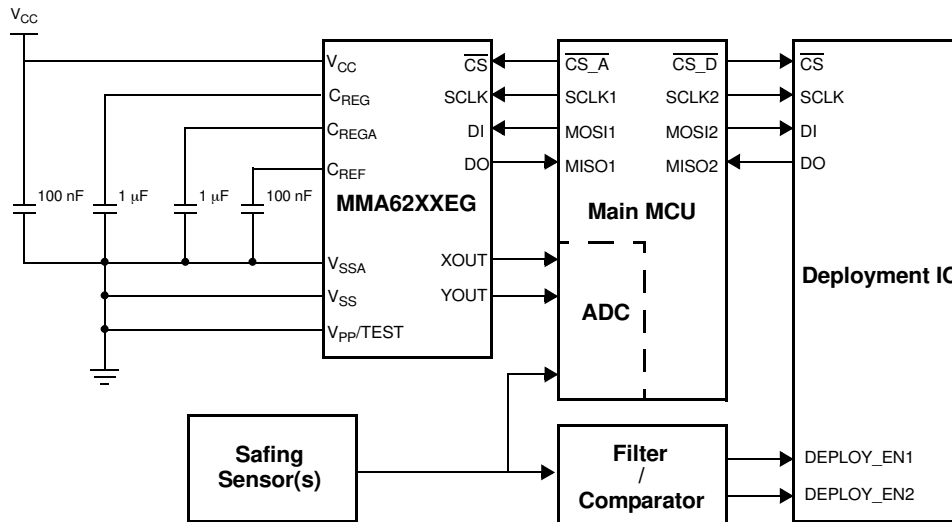 VCC
VCC
CREG
CREGA
CREF
100 nF
1 μF
1 μF
100 nF
VSSA
VSS
VPP/TEST
CS
SCLK
DI
DO
MMA62XXEG
XOUT
YOUT
CS_A
SCLK1
MOSI1
MISO1
CS_D
SCLK2
MOSI2
MISO2
Main MCU
ADC
CS
SCLK
DI
DO
Deployment IC
DEPLOY_EN1
DEPLOY_EN2
Safing
Sensor(s)
Filter
/
Comparator